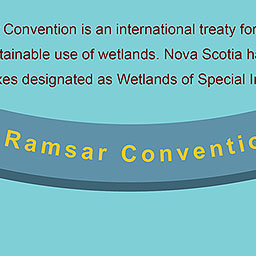 Convention is an international treaty for
tainable use of wetlands. Nova Scotia ha
kes designated as Wetlands of Special I
Ramsar Conventio